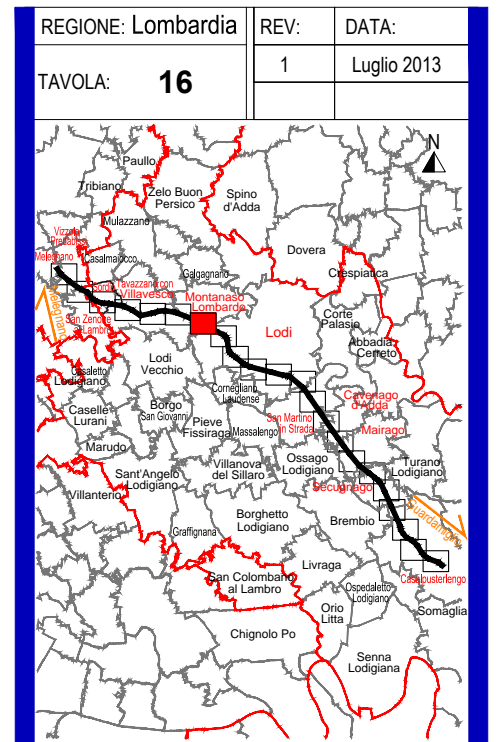 REGIONE: Lombardia
REV:
DATA:
TAVOLA: 16
1
Luglio 2013
N
Paullo
Tribiano
Zelo Buon
Persico
Spino
d'Adda
Mulazzano
Vizzolo
Predabissi
Dovera
Melegnano
Casalmaiocco
Galgagnano
Crespiatica
Sordio
Tavazzano con
Villavesco
Montanaso
Lombardo
Melegnano
San Zenone
al Lambro
Lodi
Corte
Palasio
Abbadia
Cerreto
Lodi
Vecchio
Casaletto
Lodigiano
Cornegliano
Laudense
Cavenago
d'Adda
Caselle
Lurani
Borgo
San Giovanni
Pieve
Fissiraga
Massalengo
San Martino
in Strada
Mairago
Marudo
Villanova
del Sillaro
Ossago
Lodigiano
Turano
Lodigiano
Sant'Angelo
Lodigiano
Villanterio
Secugnago
Borghetto
Lodigiano
Brembio
Guardamiglio
Graffignana
Livraga
San Colombano
al Lambro
Casalpusterlengo
Ospedaletto
Lodigiano
Orio
Litta
Somaglia
Chignolo Po
Senna
Lodigiana